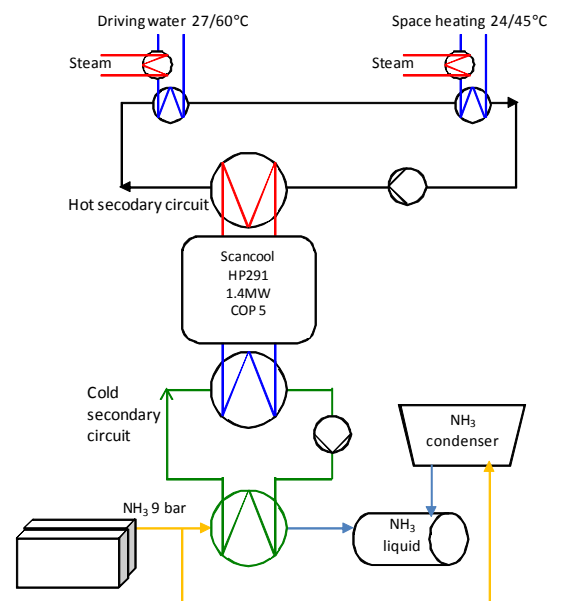 Driving water 27/60°C
Space heating 24/45°C
Steam
Steam
Hot secodary circuit
Scancool
HP291
1.4MW
COP 5
Cold
secondary
circuit
NH₃
condenser
NH₃ 9 bar
NH₃
liquid